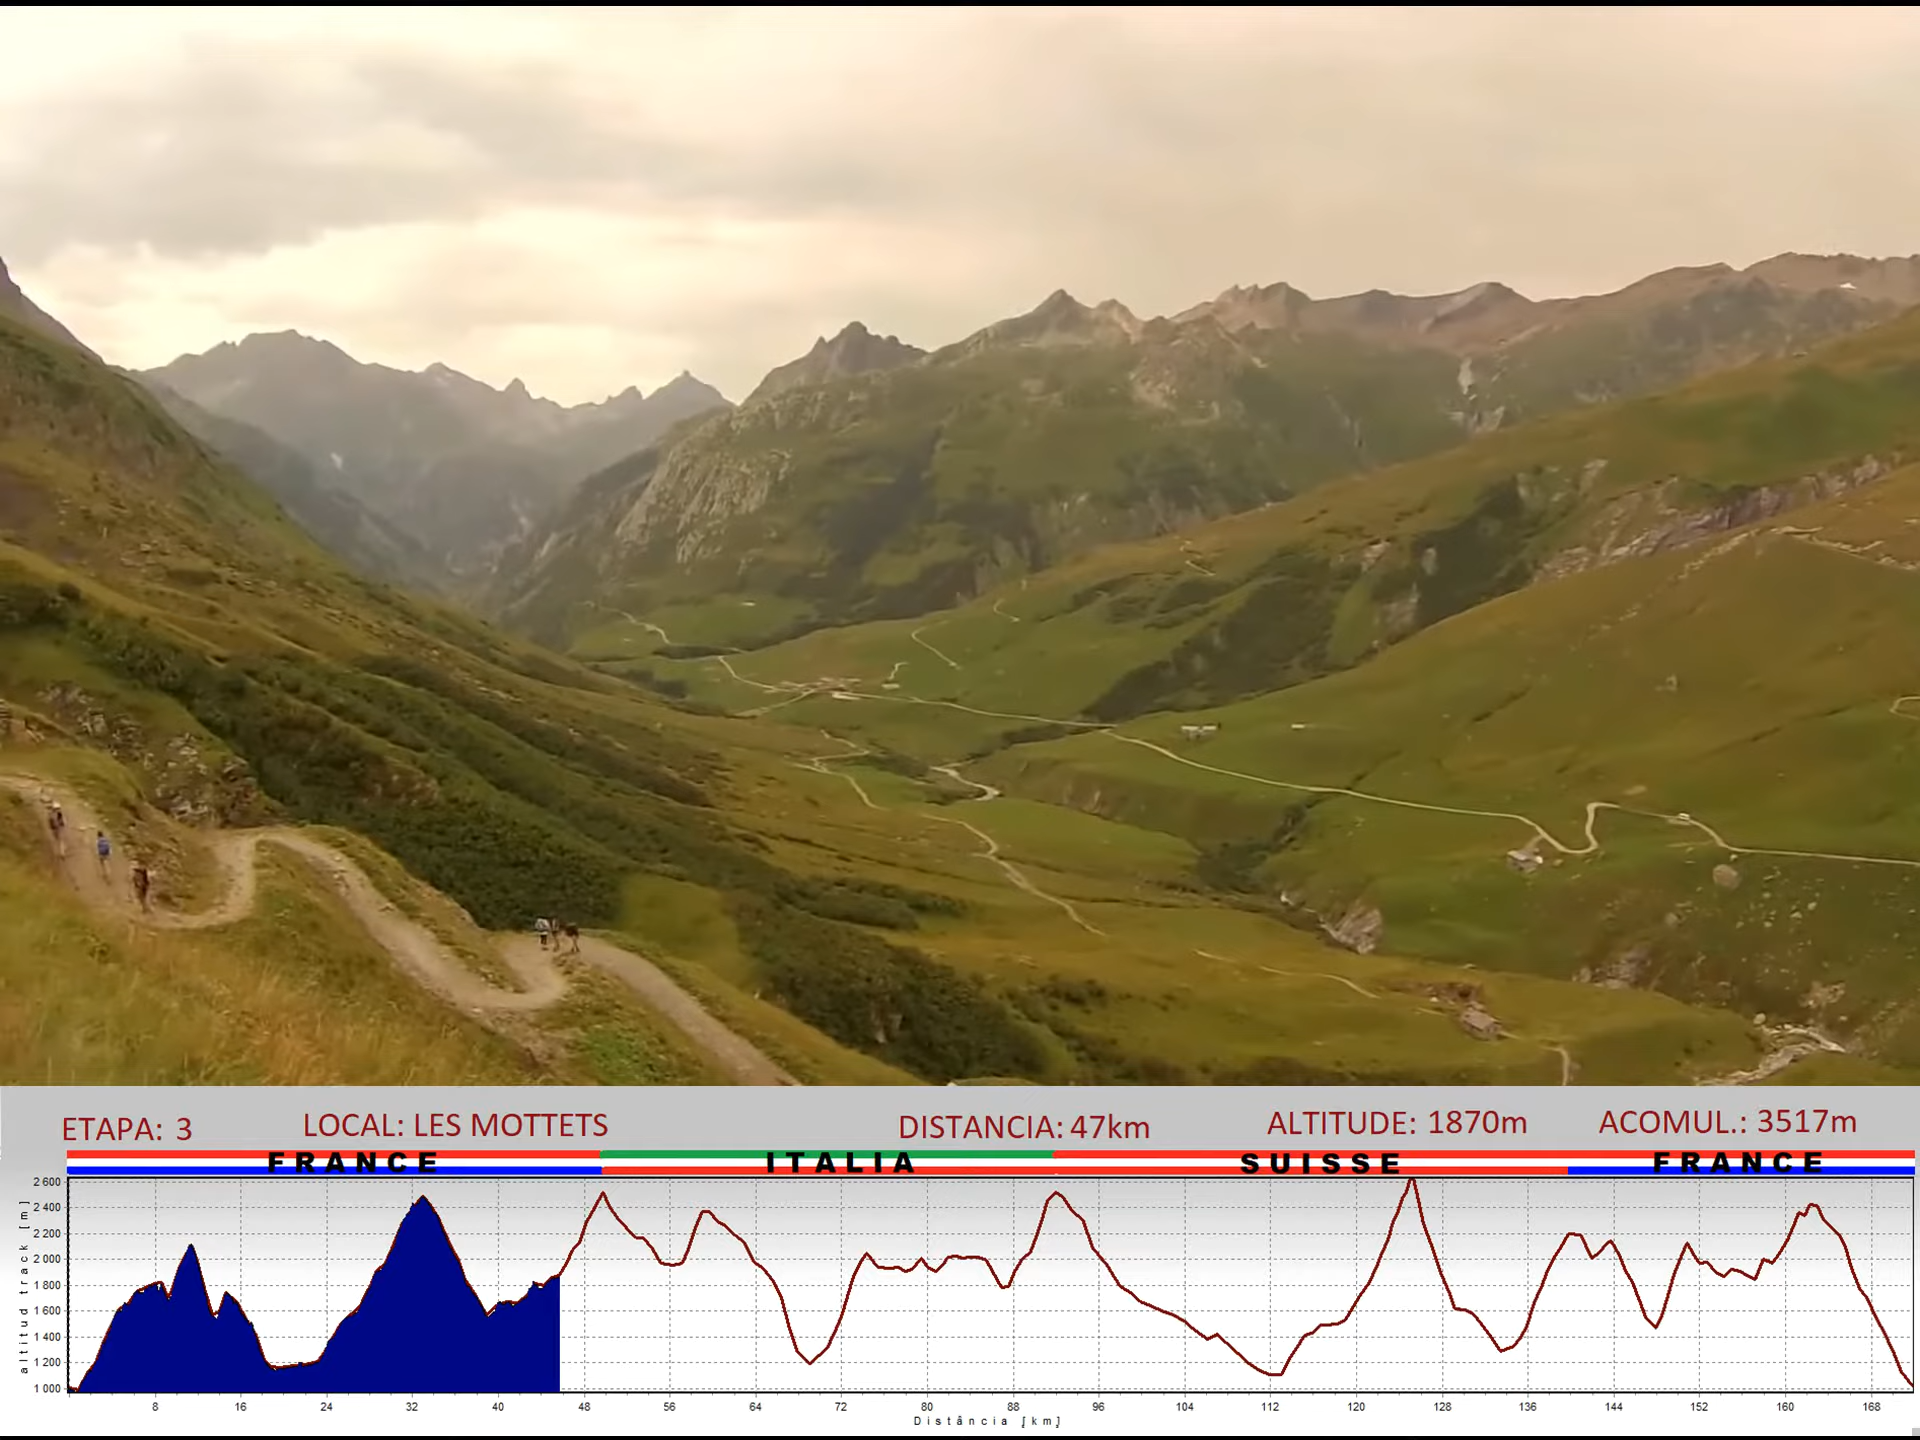 ETAPA: 3 LOCAL: LES MOTTETS DISTANCIA: 47km ALTITUDE: 1870m ACOMUL.: 3517m
FRANCE ITALIA SUISSE FRANCE
altitud track [m]
2 600
2 400
2 200
2 000
1 800
1 600
1 400
1 200
1 000
8 16 24 32 40 48 56 64 72 80 88 96 104 112 120 128 136 144 152 160 168
Distância [km]